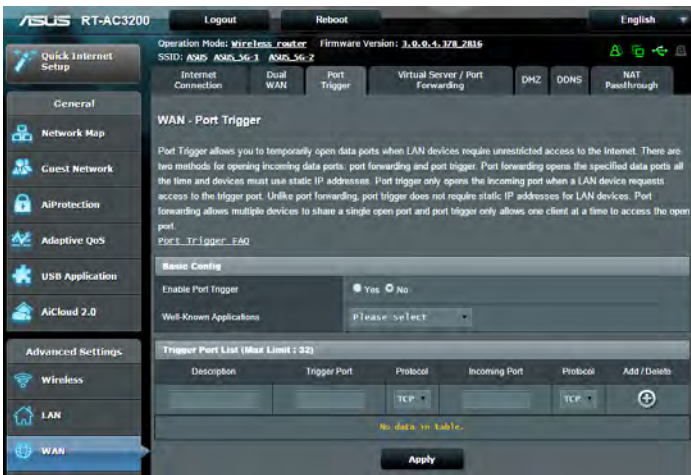 ASUS RT-AC3200 Logout Reboot English
Operation Mode: Wireless router Firmware Version: 3.0.0.4.378_2816
SSID: ASUS ASUS_5G-1 ASUS_5G-2
Quick Internet
Setup
Internet
Connection
Dual
WAN
Port
Trigger
Virtual Server / Port
Forwarding
DMZ
DDNS
NAT
Passthrough
General
Network Map
Guest Network
AiProtection
Adaptive QoS
USB Application
AiCloud 2.0
Advanced Settings
Wireless
LAN
WAN
WAN - Port Trigger
Port Trigger allows you to temporarily open data ports when LAN devices require unrestricted access to the Internet. There are
two methods for opening incoming data ports: port forwarding and port trigger. Port forwarding opens the specified data ports all
the time and devices must use static IP addresses. Port trigger only opens the incoming port when a LAN device requests
access to the trigger port. Unlike port forwarding, port trigger does not require static IP addresses for LAN devices. Port
forwarding allows multiple devices to share a single open port and port trigger only allows one client at a time to access the open
port.
Port Trigger FAQ
Basic Config
Enable Port Trigger Yes No
Well-Known Applications Please select
Trigger Port List (Max Limit : 32)
Description Trigger Port Protocol Incoming Port Protocol Add / Delete
TCP TCP
No data in table.
Apply